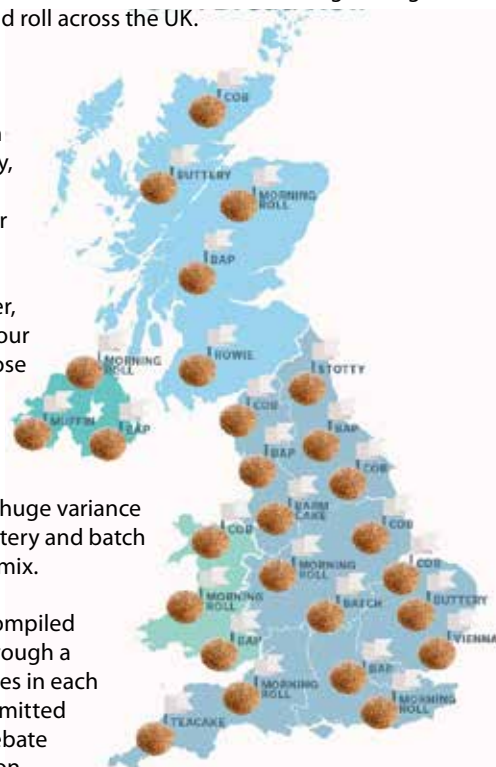 d roll across the UK.
y,
r
er,
our
ose
huge variance
tery and batch
mix.
ompiled
rough a
es in each
mitted
ebate
COB
BUTTERY
MORNING
ROLL
BAP
ROWIE
MORNING
ROLL
MUFFIN
BAP
STOTTY
COB
BAP
BAP
COB
BARM
CAKE
COB
COB
MORNING
ROLL
COB
MORNING
ROLL
BATCH
BUTTERY
BAP
VIENNA
BAP
MORNING
ROLL
MORNING
ROLL
TEACAKE